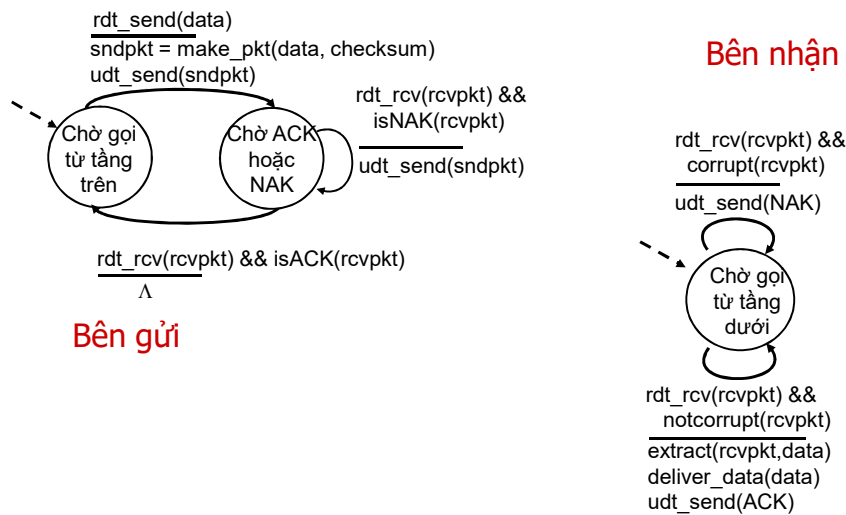 rdt_send(data)
sndpkt = make_pkt(data, checksum)
udt_send(sndpkt)
Chờ gọi
từ tầng
trên
Chờ ACK
hoặc
NAK
rdt_rcv(rcvpkt) &&
isNAK(rcvpkt)
udt_send(sndpkt)
rdt_rcv(rcvpkt) && isACK(rcvpkt)
Λ
Bên gửi
Bên nhận
rdt_rcv(rcvpkt) &&
corrupt(rcvpkt)
udt_send(NAK)
Chờ gọi
từ tầng
dưới
rdt_rcv(rcvpkt) &&
notcorrupt(rcvpkt)
extract(rcvpkt,data)
deliver_data(data)
udt_send(ACK)